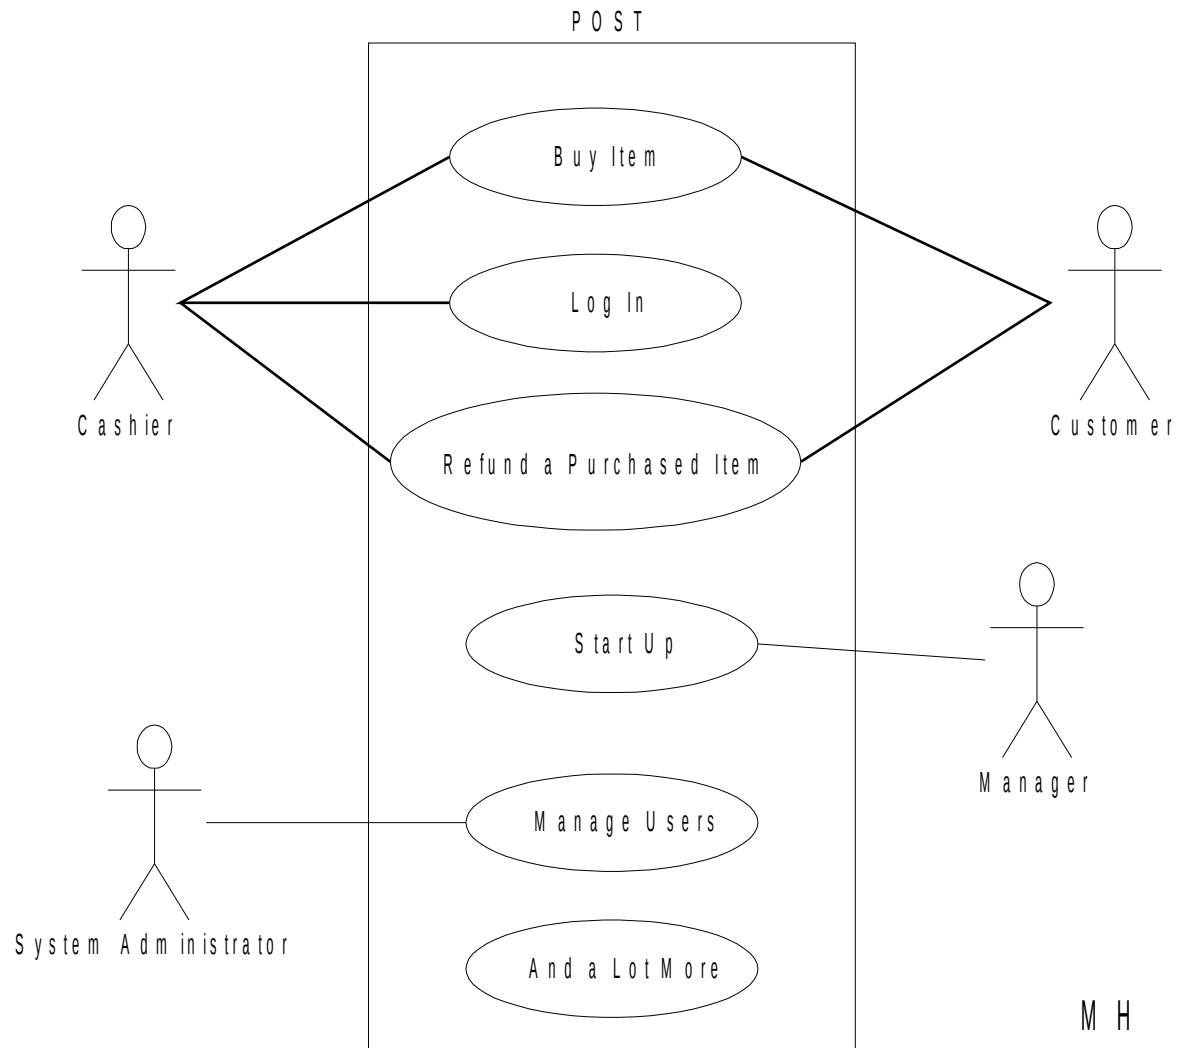 POST
Buy Item
Log In
Cashier
Customer
Refund a Purchased Item
Start Up
Manager
Manage Users
System Administrator
And a Lot More
MH